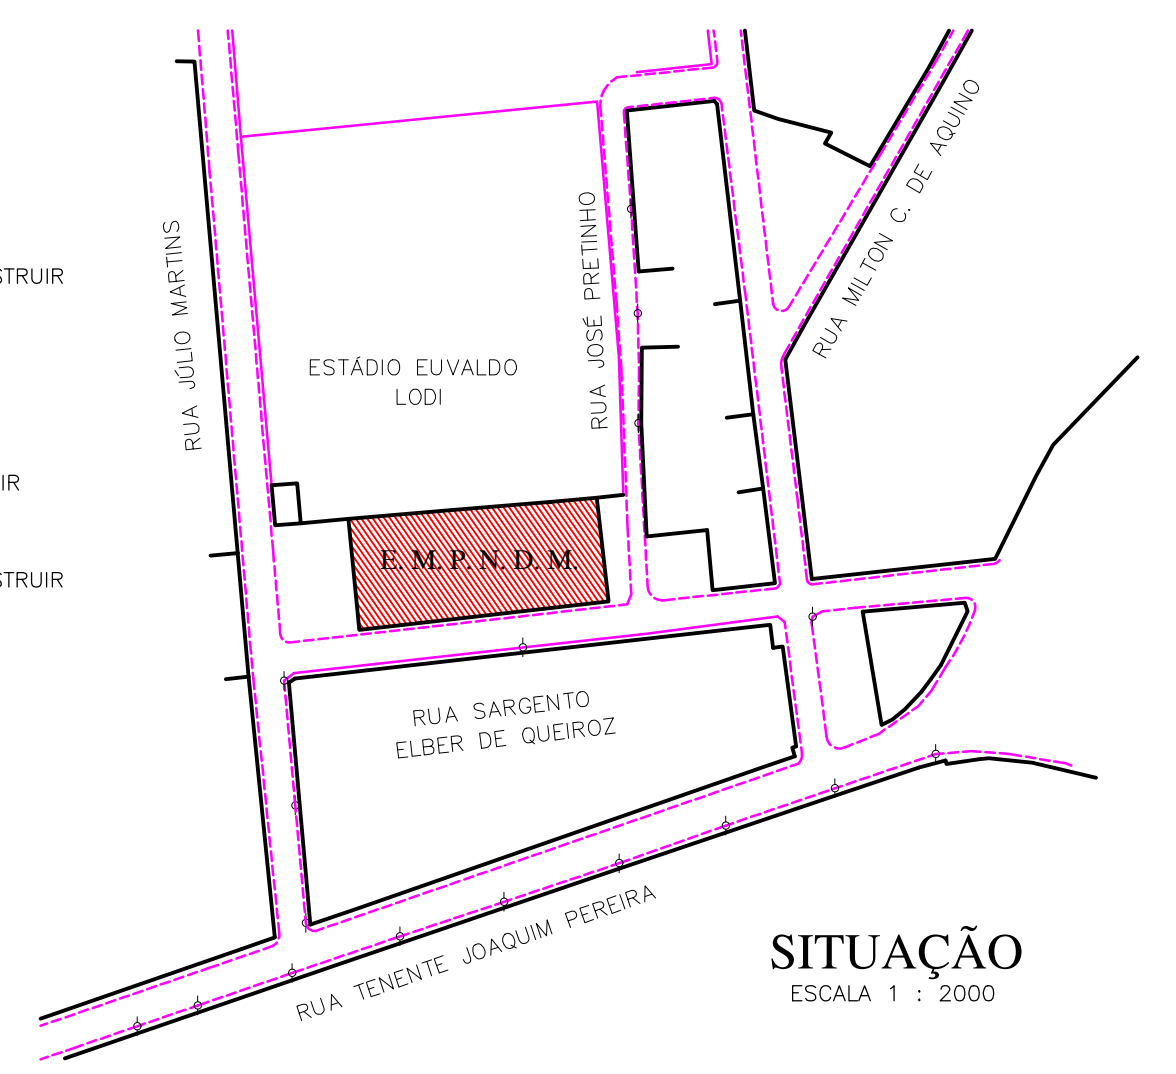 RUA MILTON C. DE AQUINO
RUA JOSÉ PRETINHO
RUA JÚLIO MARTINS
STRUIR
ESTÁDIO EUVALDO
LODI
IR
E. M. P. N. D. M.
STRUIR
RUA SARGENTO
ELBER DE QUEIROZ
RUA TENENTE JOAQUIM PEREIRA
SITUAÇÃO
ESCALA 1 : 2000